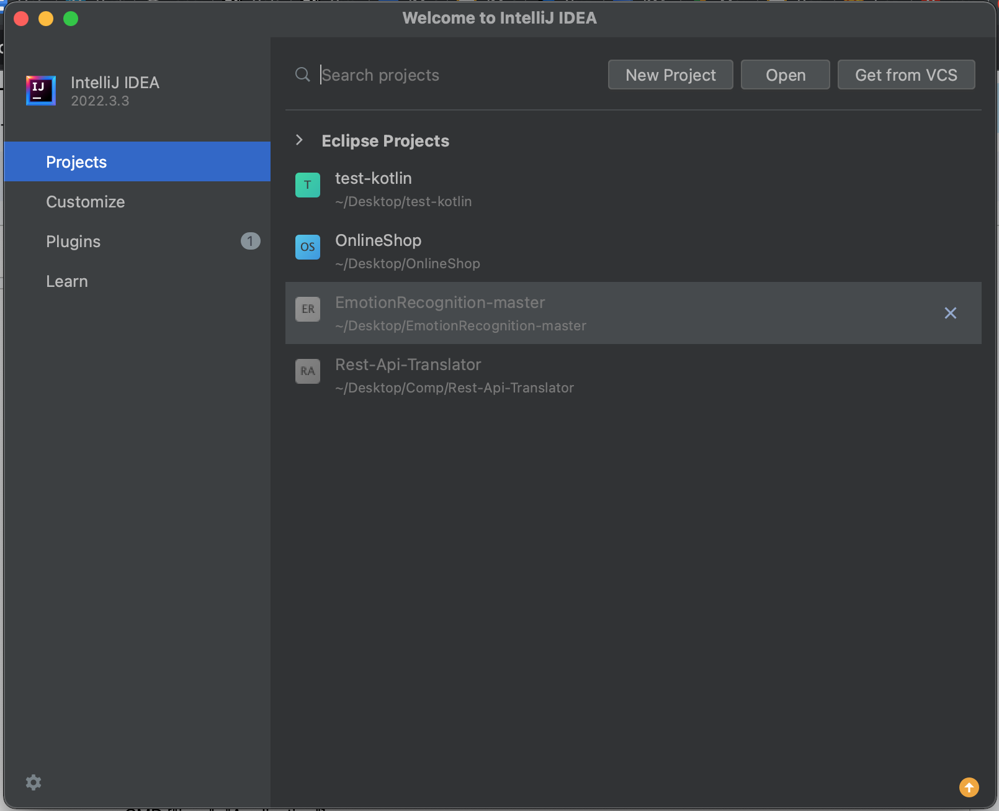 Welcome to IntelliJ IDEA
IJ
IntelliJ IDEA
2022.3.3
Projects
Customize
Plugins
1
Learn
Search projects
New Project
Open
Get from VCS
Eclipse Projects
T
test-kotlin
~/Desktop/test-kotlin
OS
OnlineShop
~/Desktop/OnlineShop
ER
EmotionRecognition-master
~/Desktop/EmotionRecognition-master
RA
Rest-Api-Translator
~/Desktop/Comp/Rest-Api-Translator